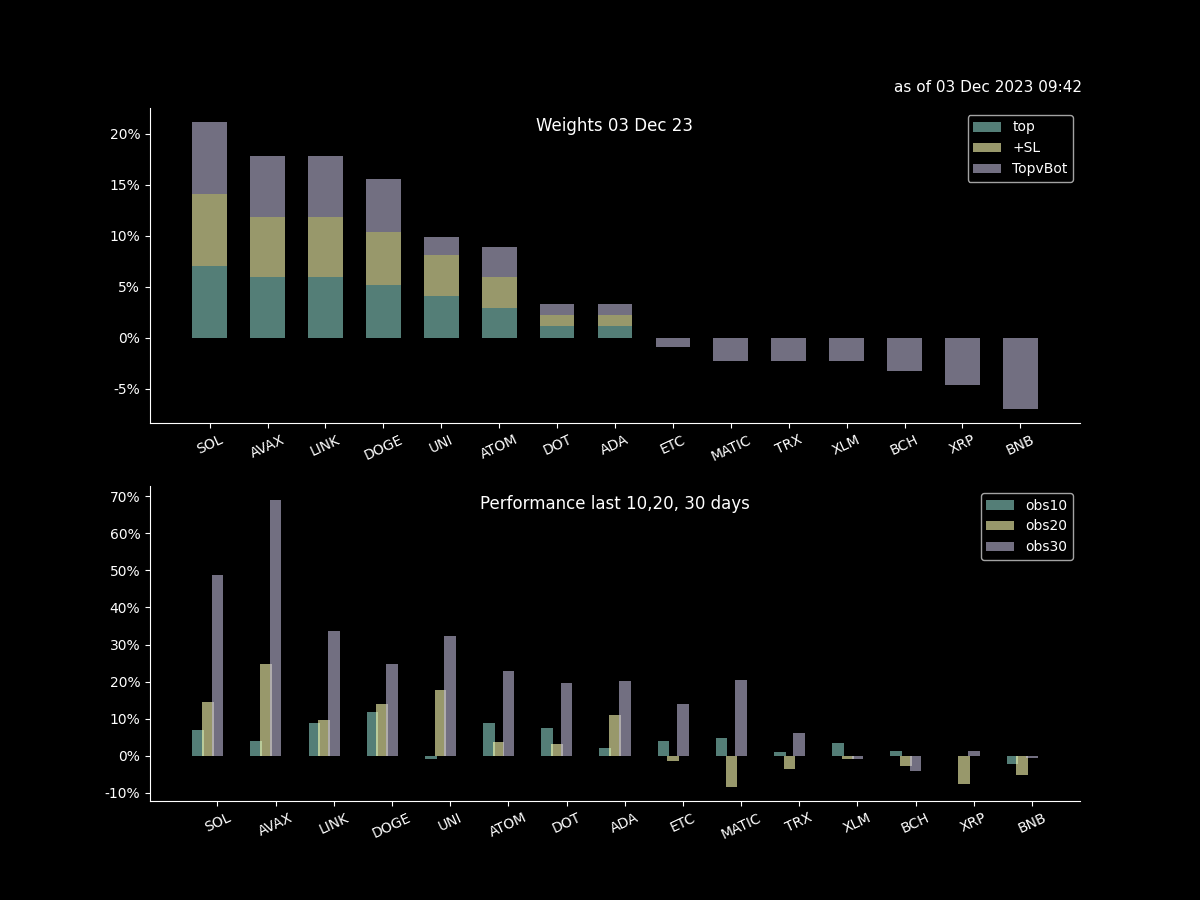 as of 03 Dec 2023 09:42
Weights 03 Dec 23
top
+SL
TopvBot
20%
15%
10%
5%
0%
-5%
SOL AVAX LINK DOGE UNI ATOM DOT ADA ETC MATIC TRX XLM BCH XRP BNB
Performance last 10,20, 30 days
obs10
obs20
obs30
70%
60%
50%
40%
30%
20%
10%
0%
-10%
SOL AVAX LINK DOGE UNI ATOM DOT ADA ETC MATIC TRX XLM BCH XRP BNB